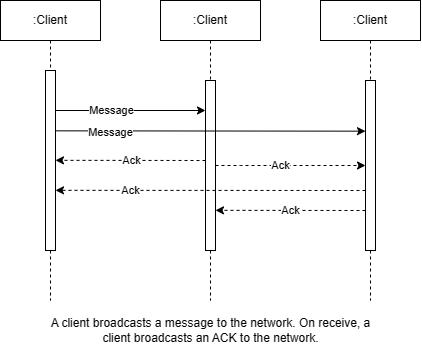 :Client :Client :Client
Message
Message
Ack
Ack
Ack
Ack
A client broadcasts a message to the network. On receive, a
client broadcasts an ACK to the network.